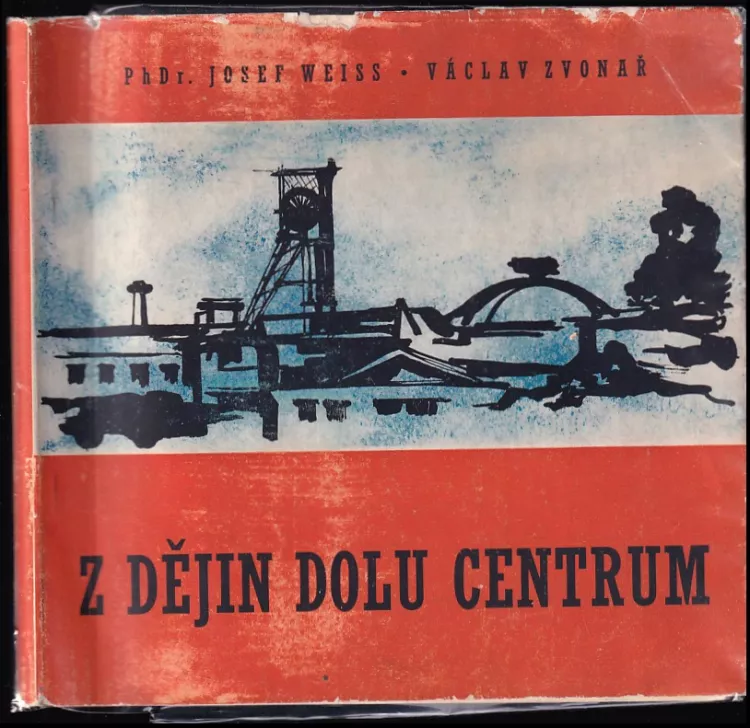 PhDr. JOSEF WEISS • VÁCLAV ZVONAŘ
Z DĚJIN DOLU CENTRUM